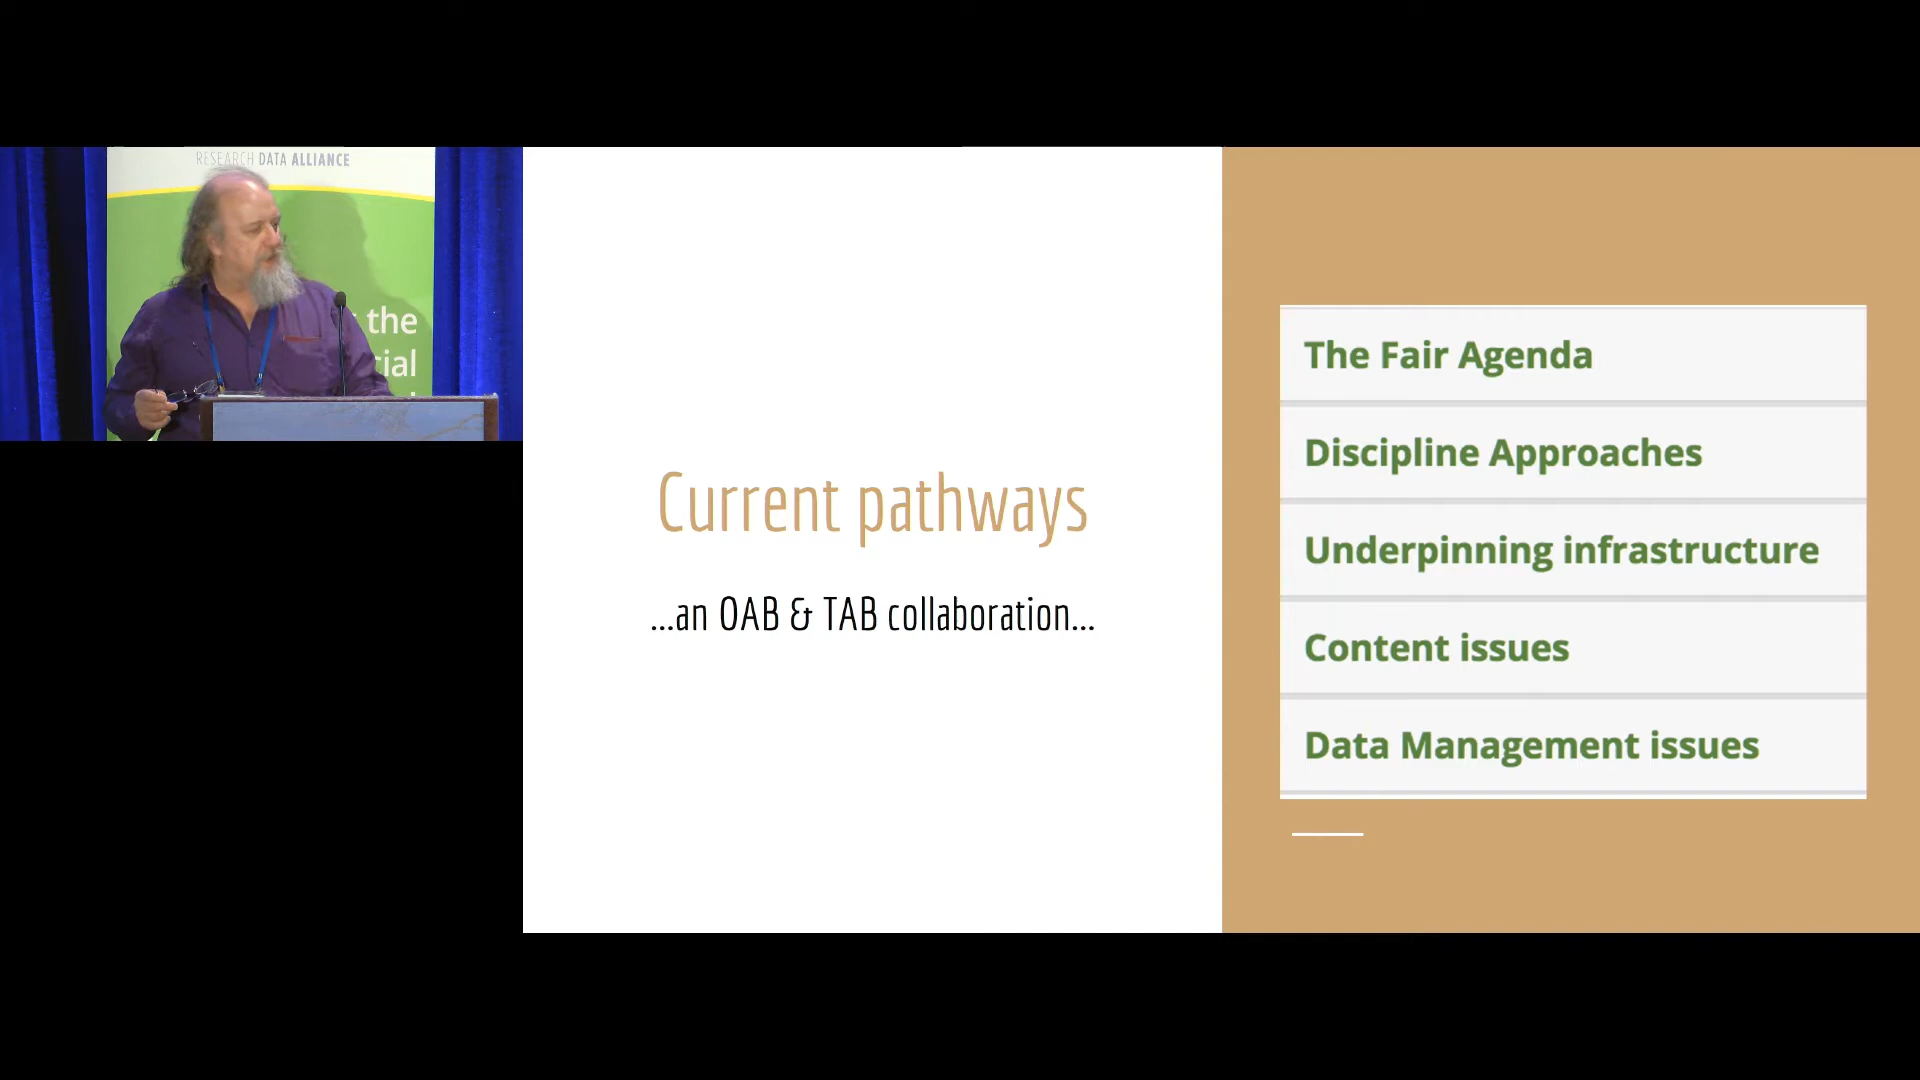 RESEARCH DATA ALLIANCE
the
Current pathways
...an OAB & TAB collaboration...
The Fair Agenda
Discipline Approaches
Underpinning infrastructure
Content issues
Data Management issues